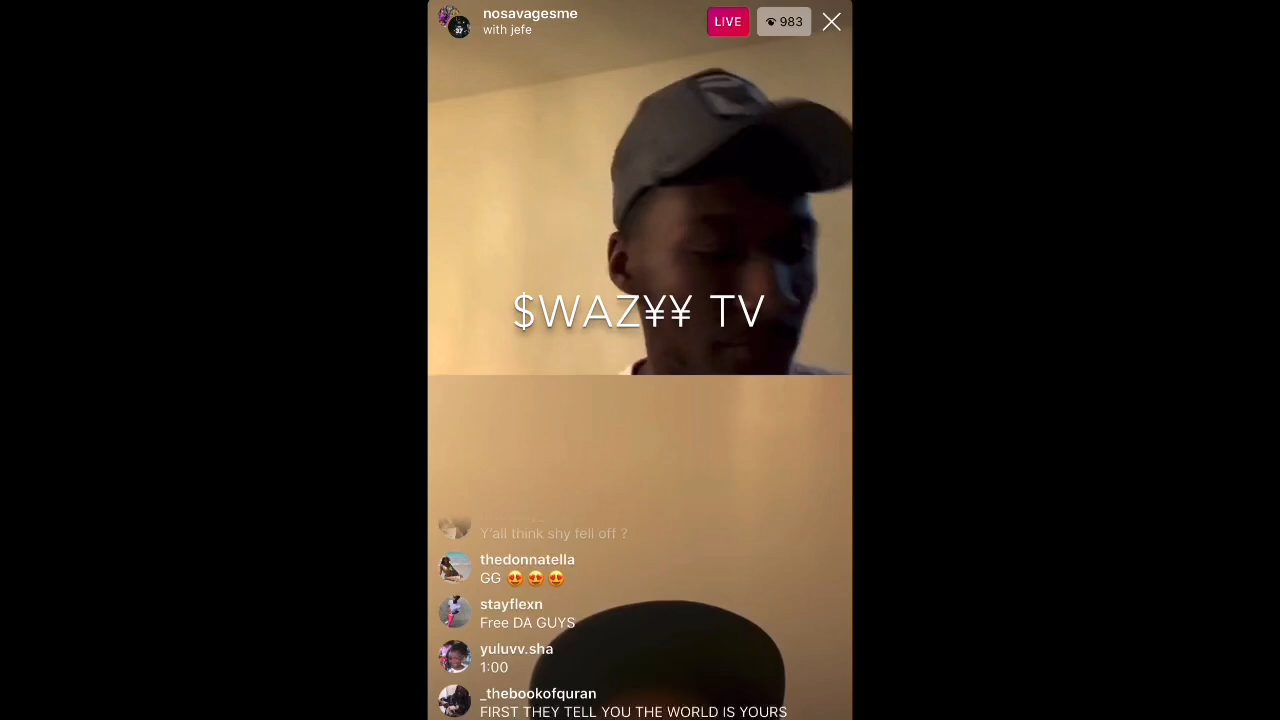 nosavagesme
with jefe
LIVE
983
$WAZ¥¥ TV
Y'all think shy fell off ?
thedonnatella
GG 😍 😍 😍
stayflexn
Free DA GUYS
yuluvv.sha
1:00
_thebookofquran
FIRST THEY TELL YOU THE WORLD IS YOURS